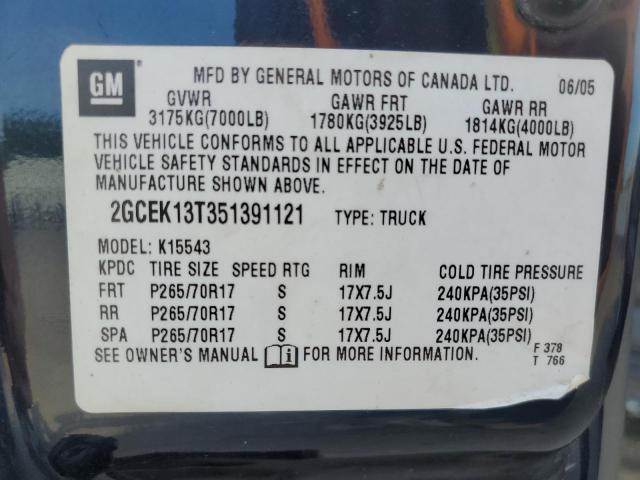 GM
MFD BY GENERAL MOTORS OF CANADA LTD. 06/05
GVWR GAWR FRT GAWR RR
3175KG(7000LB) 1780KG(3925LB) 1814KG(4000LB)
THIS VEHICLE CONFORMS TO ALL APPLICABLE U.S. FEDERAL MOTOR
VEHICLE SAFETY STANDARDS IN EFFECT ON THE DATE OF
MANUFACTURE SHOWN ABOVE.
2GCEK13T351391121 TYPE: TRUCK
MODEL: K15543
KPDC TIRE SIZE SPEED RTG RIM COLD TIRE PRESSURE
FRT P265/70R17 S 17X7.5J 240KPA(35PSI)
RR P265/70R17 S 17X7.5J 240KPA(35PSI)
SPA P265/70R17 S 17X7.5J 240KPA(35PSI)
SEE OWNER'S MANUAL i FOR MORE INFORMATION.
F 378
T 766